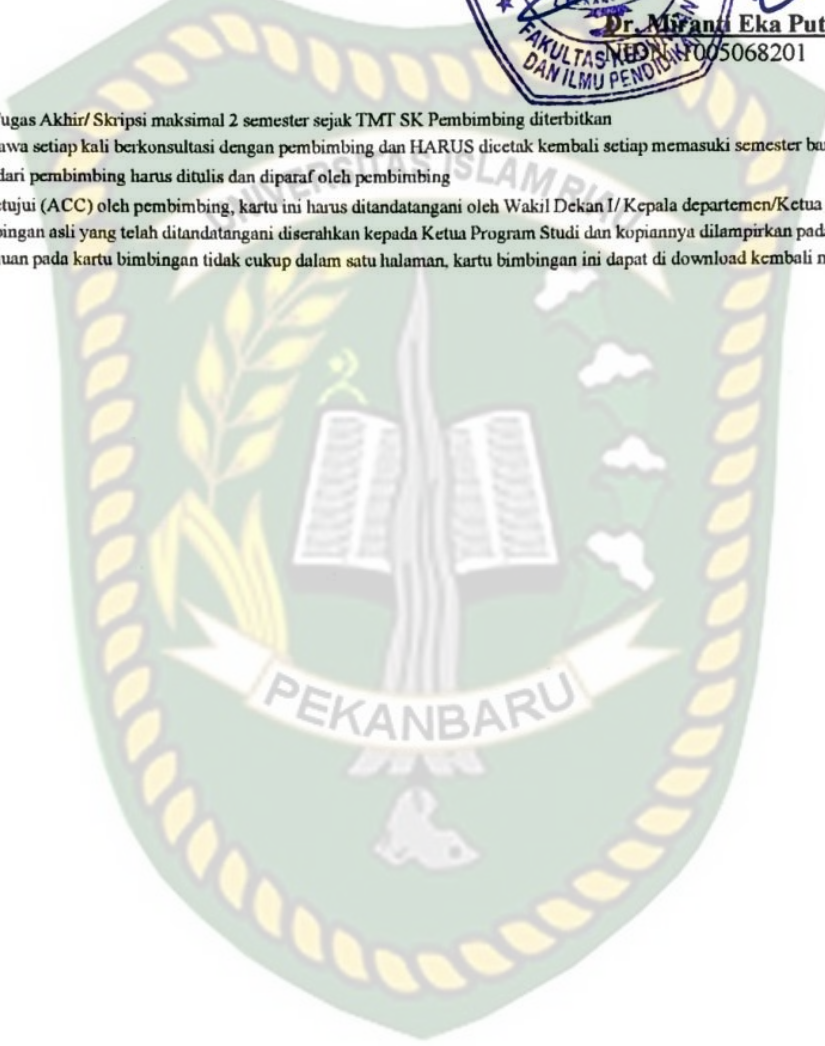 Dr. Miranti Eka Put
NIDN. 1005068201
FAKULTAS KEGURUAN
DAN ILMU PENDIDIKAN
ugas Akhir/ Skripsi maksimal 2 semester sejak TMT SK Pembimbing diterbitkan
awa setiap kali berkonsultasi dengan pembimbing dan HARUS dicetak kembali setiap memasuki semester ba
dari pembimbing harus ditulis dan diparaf oleh pembimbing
etujui (ACC) oleh pembimbing, kartu ini harus ditandatangani oleh Wakil Dekan I/ Kepala departemen/Ketua
bingan asli yang telah ditandatangani diserahkan kepada Ketua Program Studi dan kopiannya dilampirkan pada
uan pada kartu bimbingan tidak cukup dalam satu halaman, kartu bimbingan ini dapat di download kembali m
UNIVERSITAS ISLAM RIAU
PEKANBARU